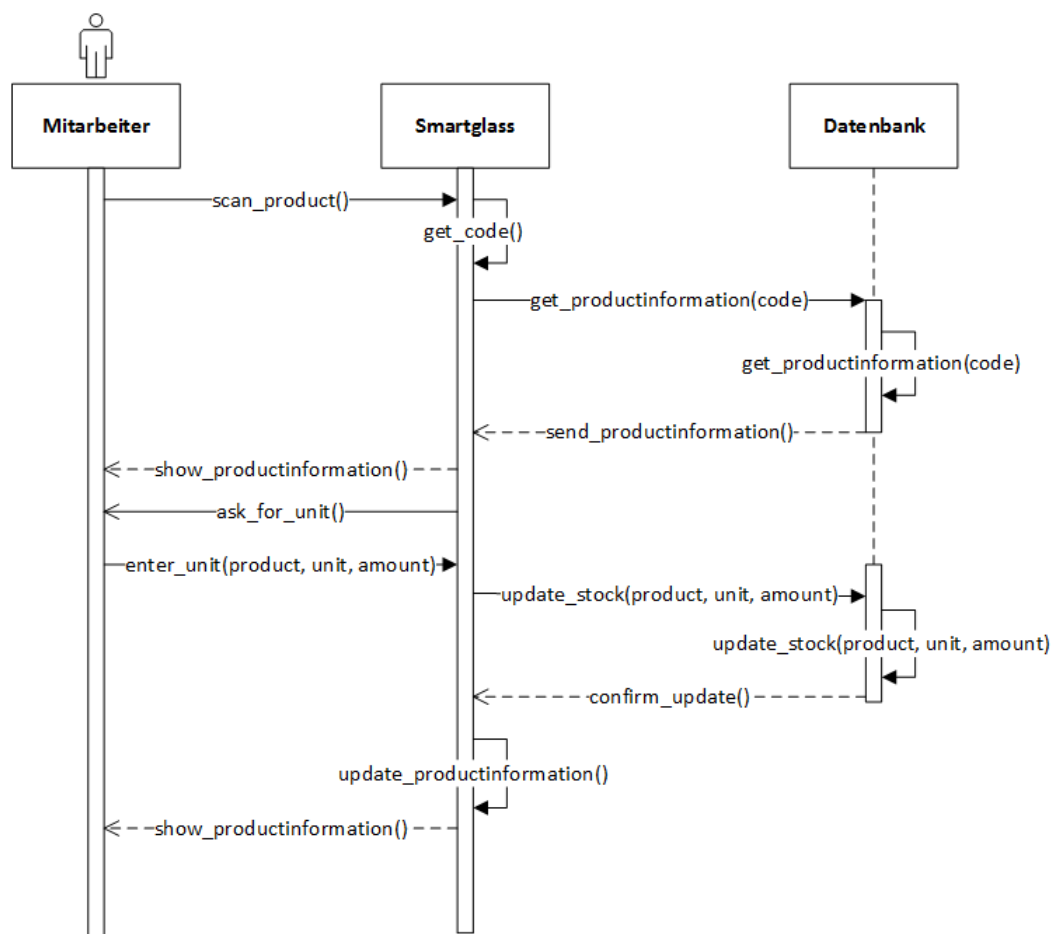 Mitarbeiter
Smartglass
Datenbank
scan_product()
get_code()
get_productinformation(code)
get_productinformation(code)
send_productinformation()
show_productinformation()
ask_for_unit()
enter_unit(product, unit, amount)
update_stock(product, unit, amount)
update_stock(product, unit, amount)
confirm_update()
update_productinformation()
show_productinformation()